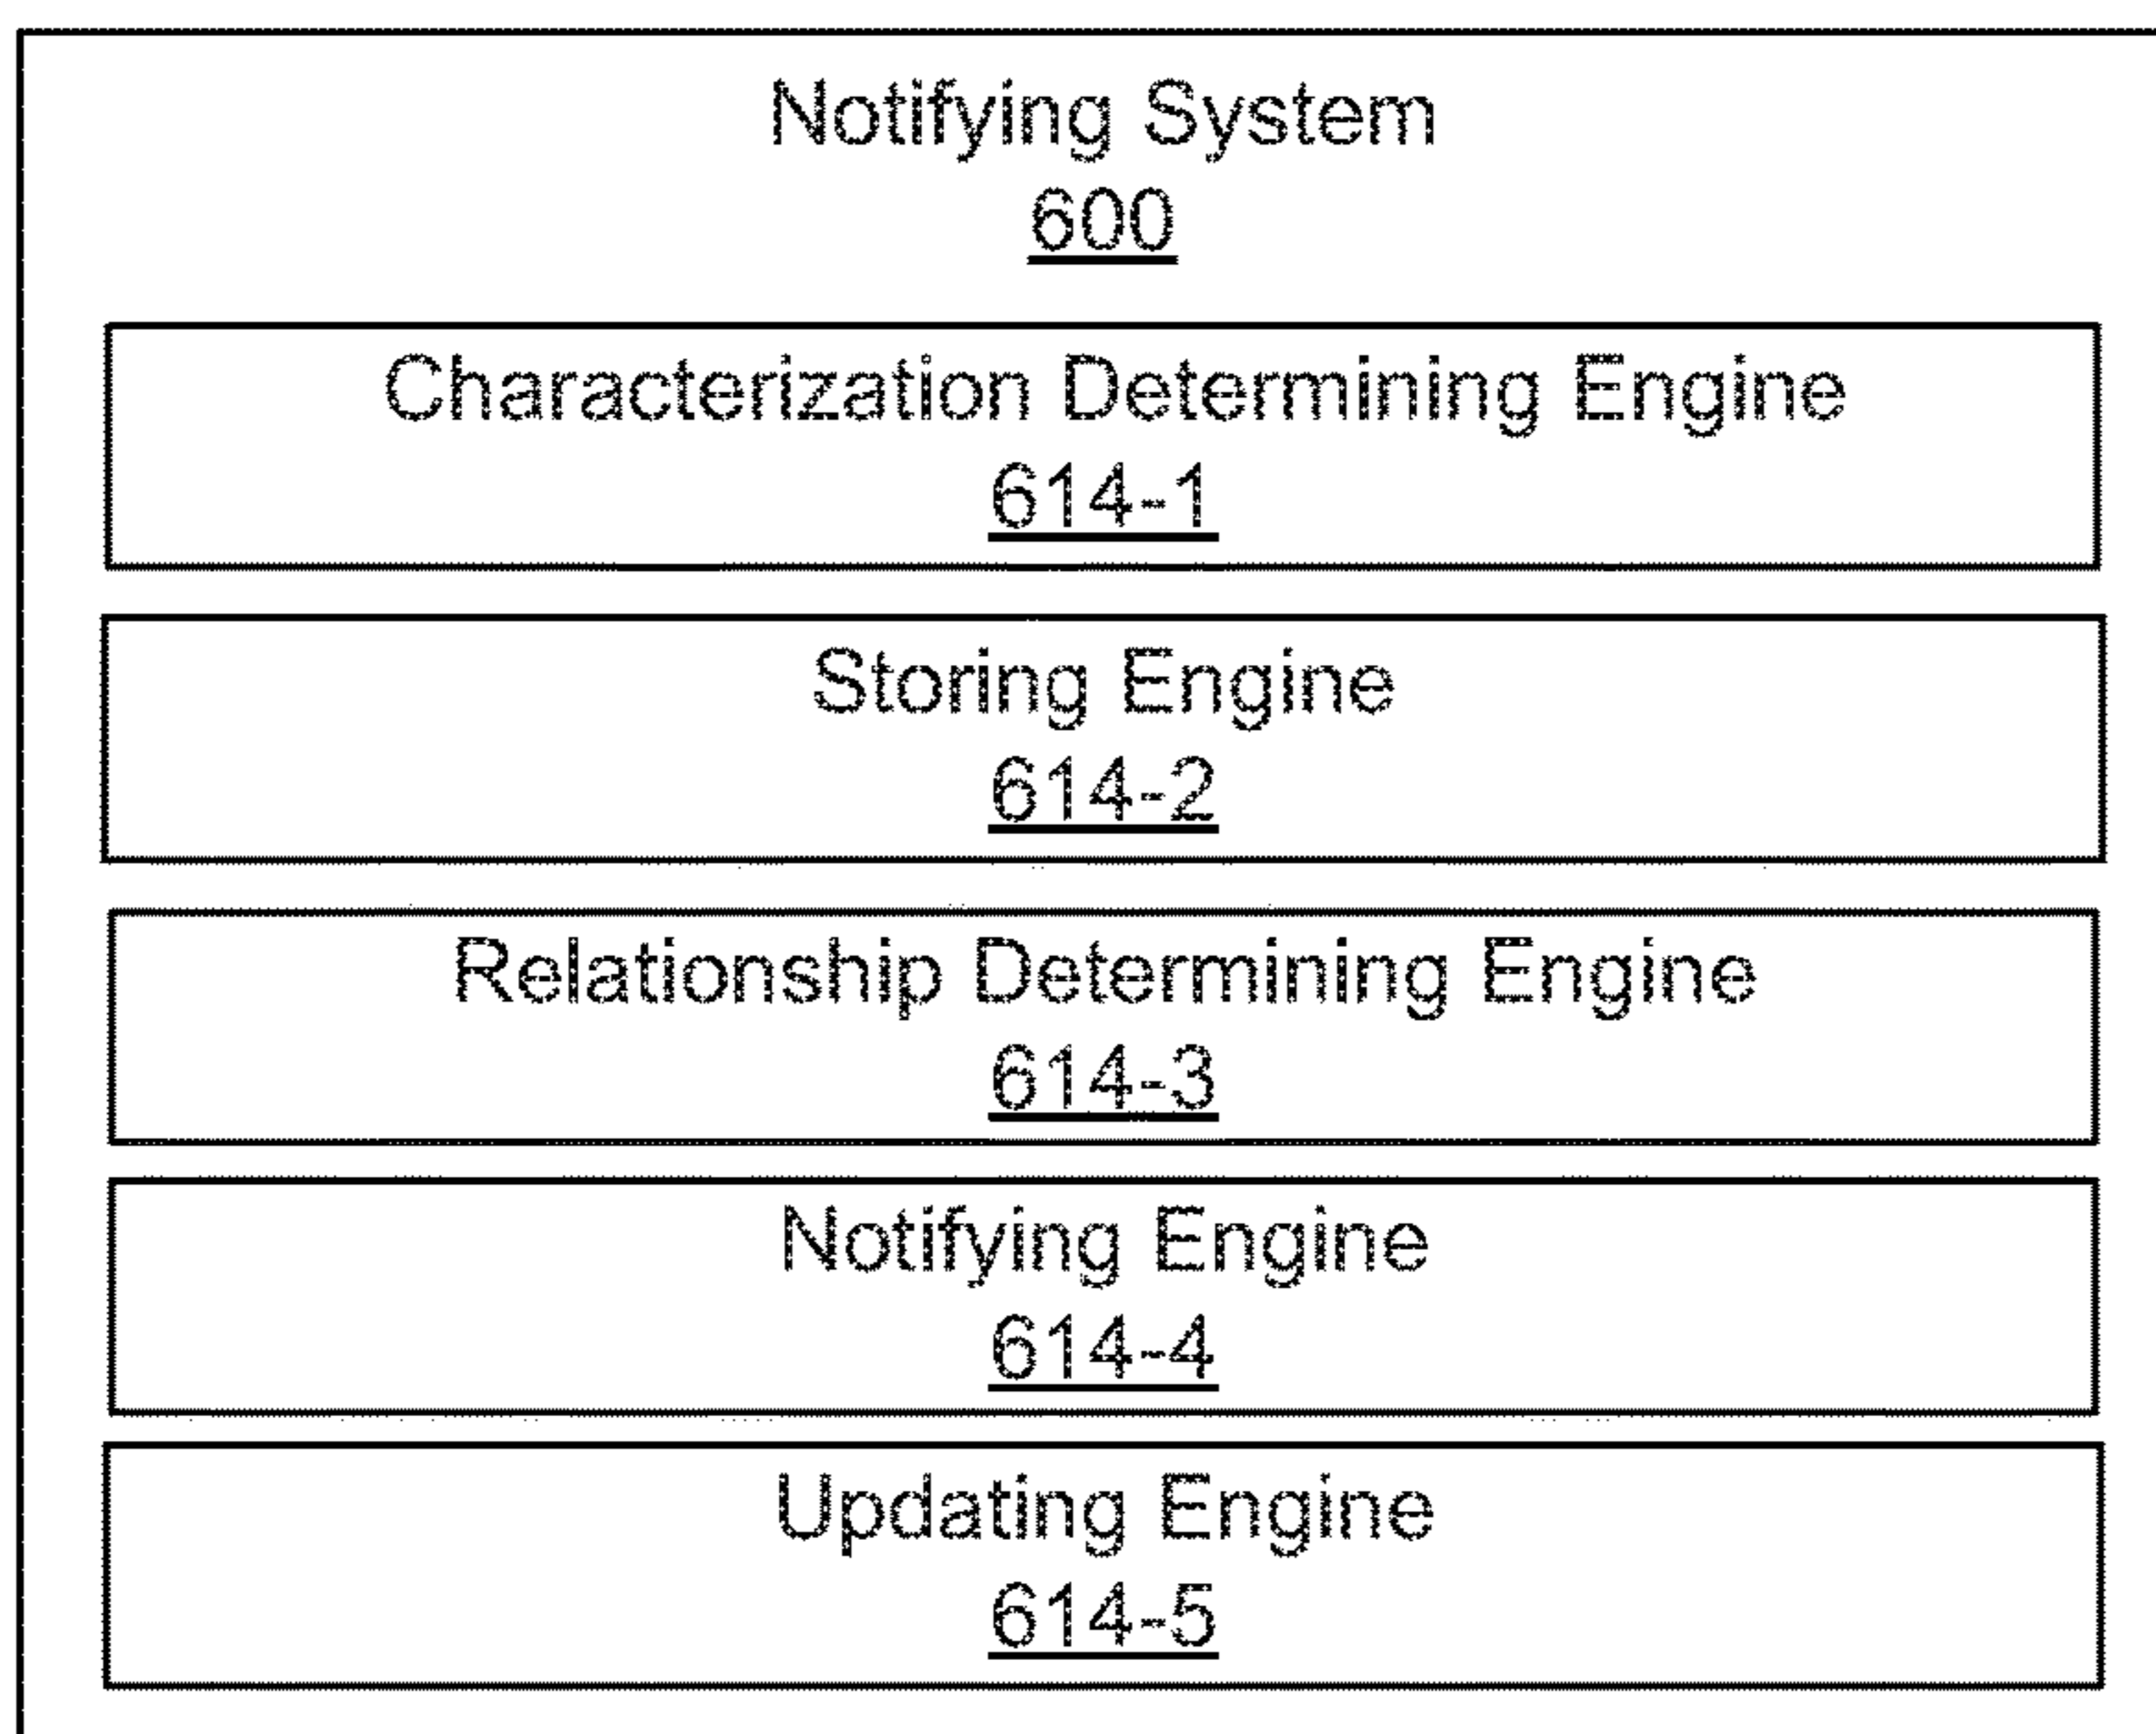 Notifying System
600
Characterization Determining Engine
614-1
Storing Engine
614-2
Relationship Determining Engine
614-3
Notifying Engine
614-4
Updating Engine
614-5